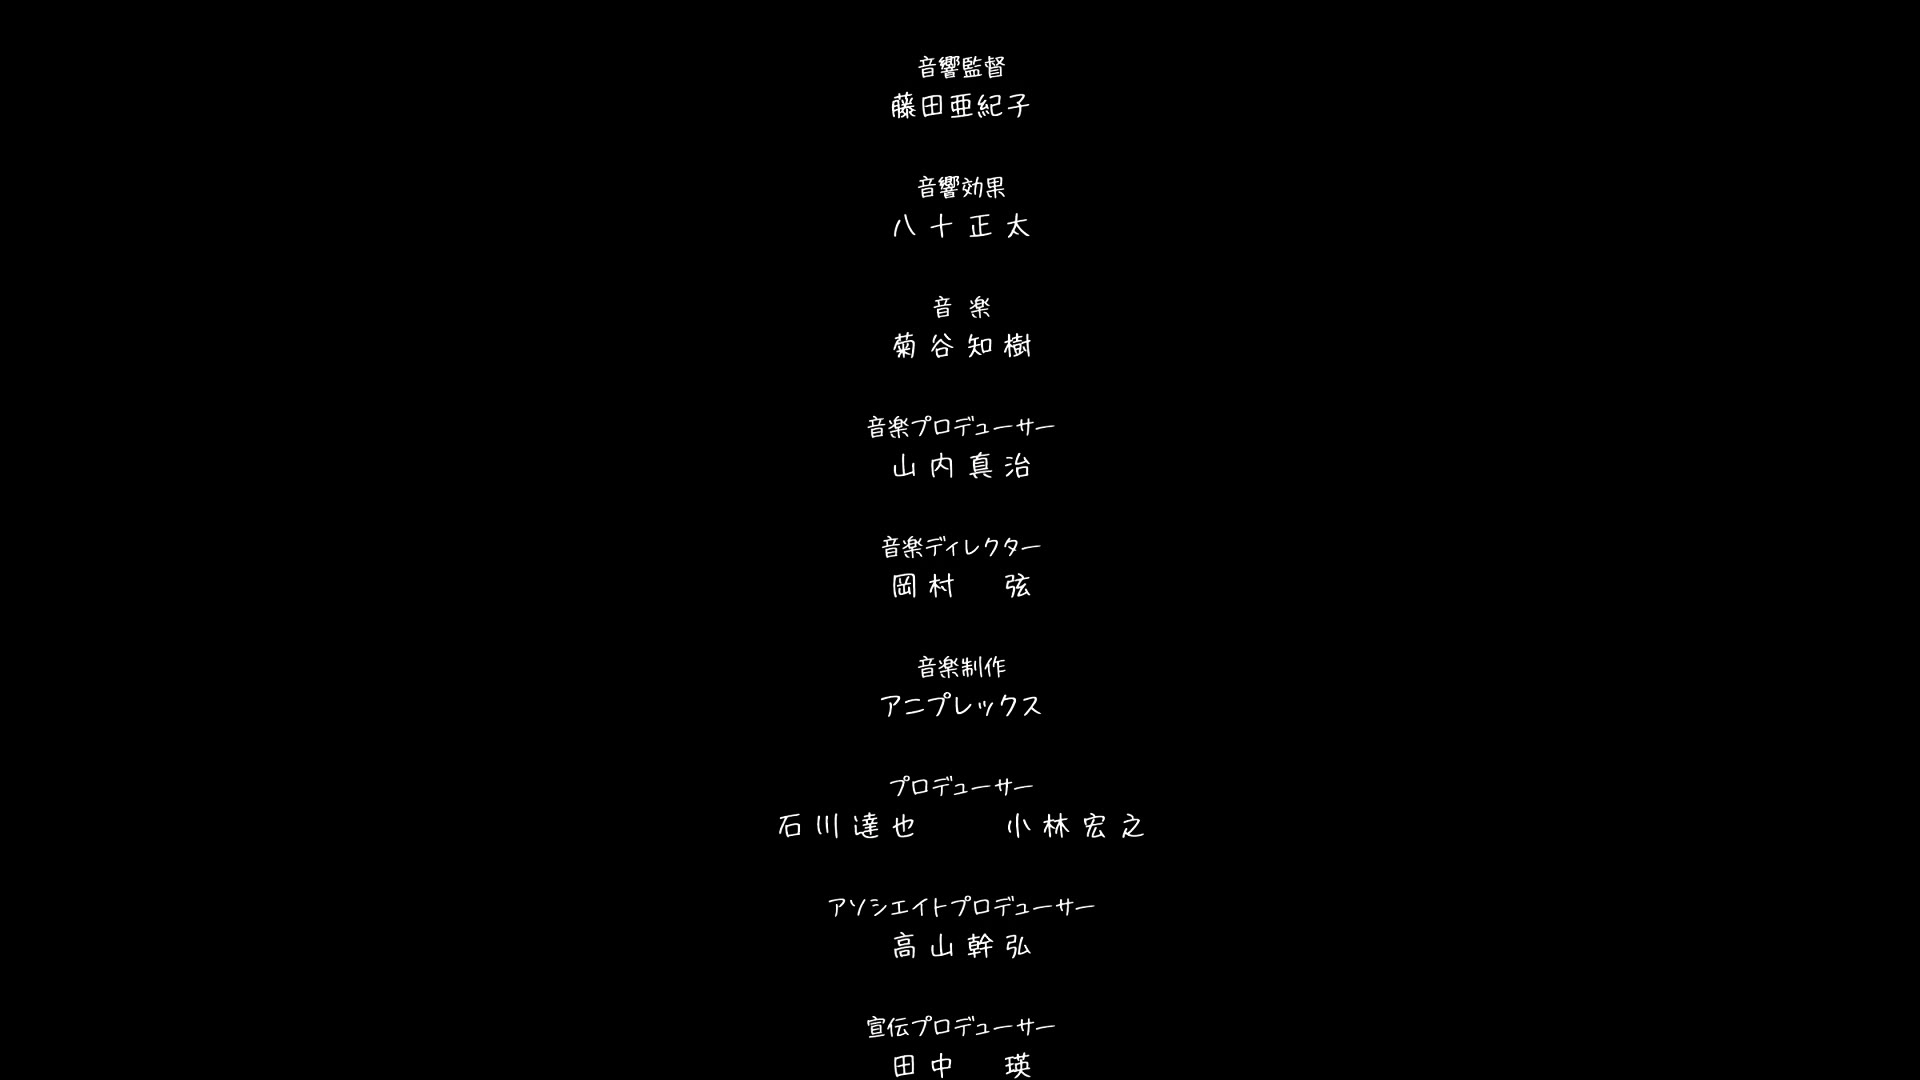 音響監督
藤田亜紀子
音響効果
八十正太
音楽
菊谷知樹
音楽プロデューサー
山内真治
音楽ディレクター
岡村 弦
音楽制作
アニプレックス
プロデューサー
石川達也 小林宏之
アソシエイトプロデューサー
高山幹弘
宣伝プロデューサー
田中 瑛